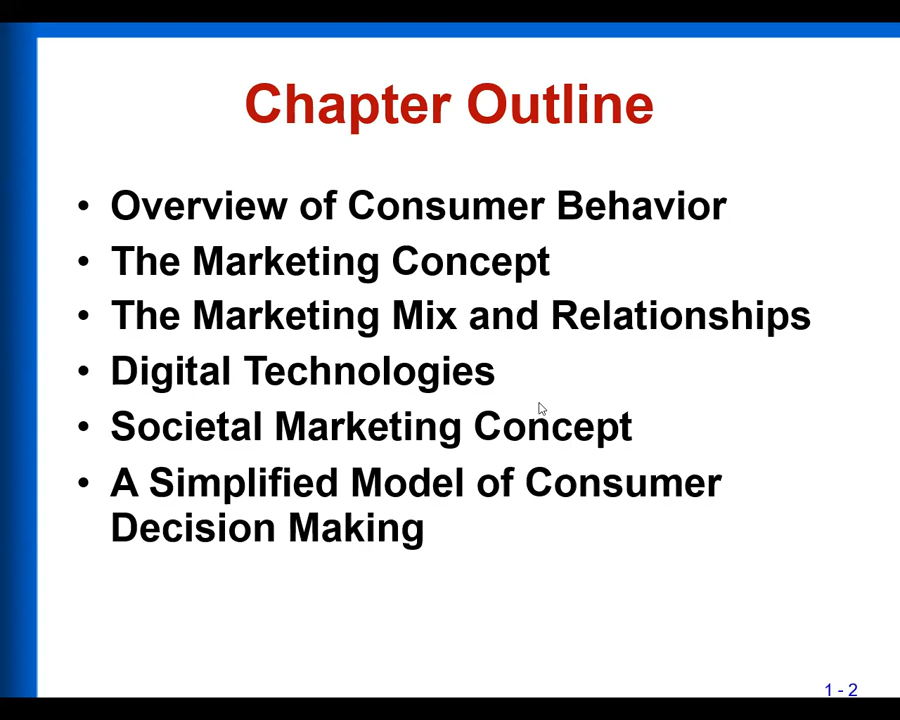 Chapter Outline
• Overview of Consumer Behavior
• The Marketing Concept
• The Marketing Mix and Relationships
• Digital Technologies
• Societal Marketing Concept
• A Simplified Model of Consumer
Decision Making
1 - 2